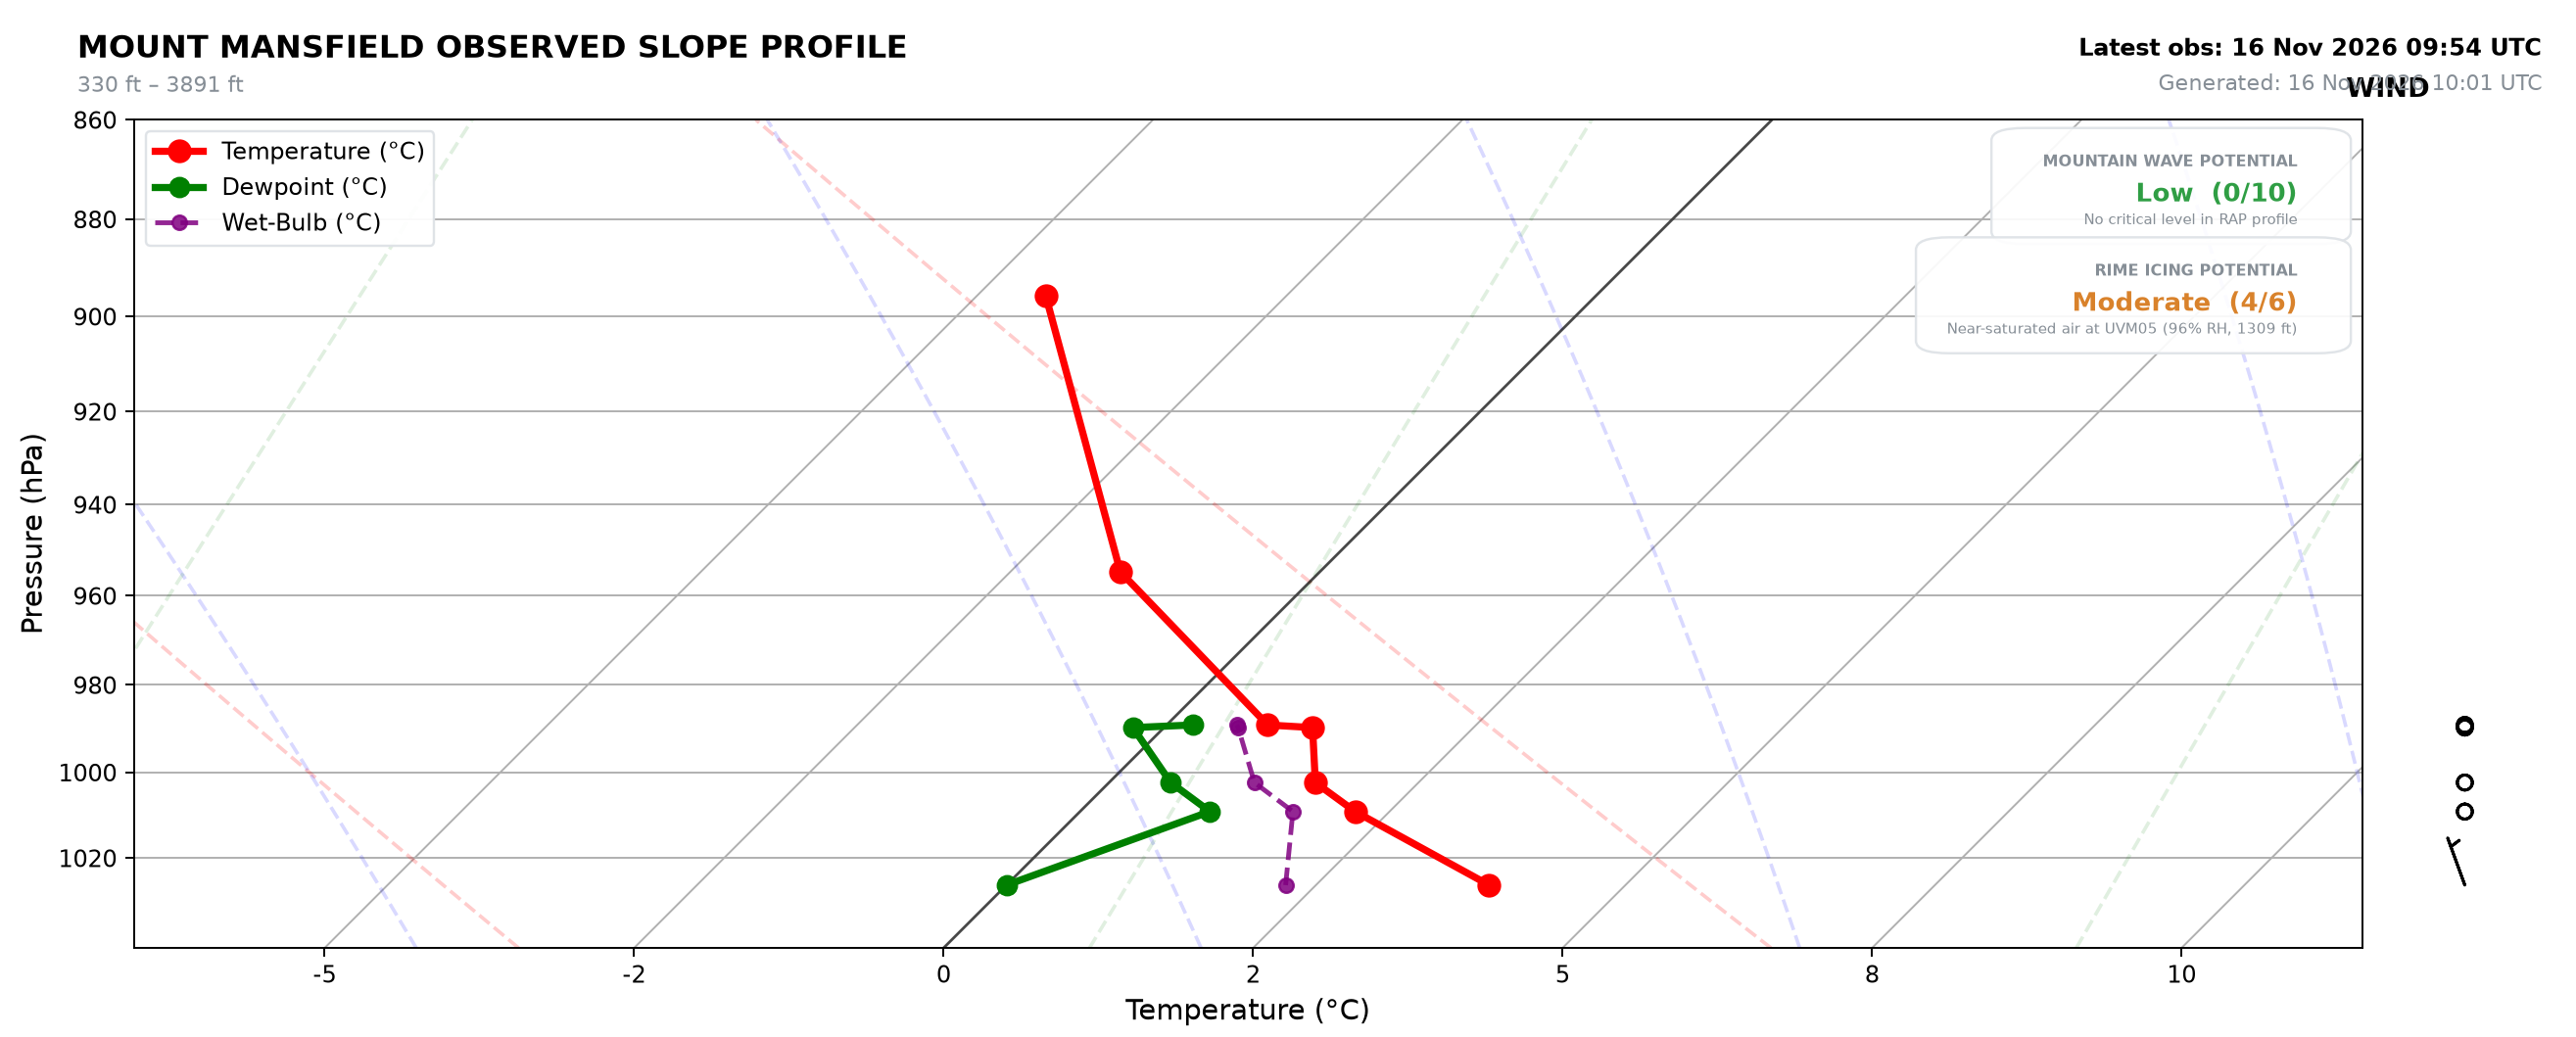 MOUNT MANSFIELD OBSERVED SLOPE PROFILE
330 ft – 3891 ft
Latest obs: 16 Nov 2026 09:54 UTC
Generated: 16 Nov 2026 10:01 UTC
WIND
Temperature (°C)
Dewpoint (°C)
Wet-Bulb (°C)
MOUNTAIN WAVE POTENTIAL
Low (0/10)
No critical level in RAP profile
RIME ICING POTENTIAL
Moderate (4/6)
Near-saturated air at UVM05 (96% RH, 1309 ft)
Pressure (hPa)
860
880
900
920
940
960
980
1000
1020
-5
-2
0
2
5
8
10
Temperature (°C)